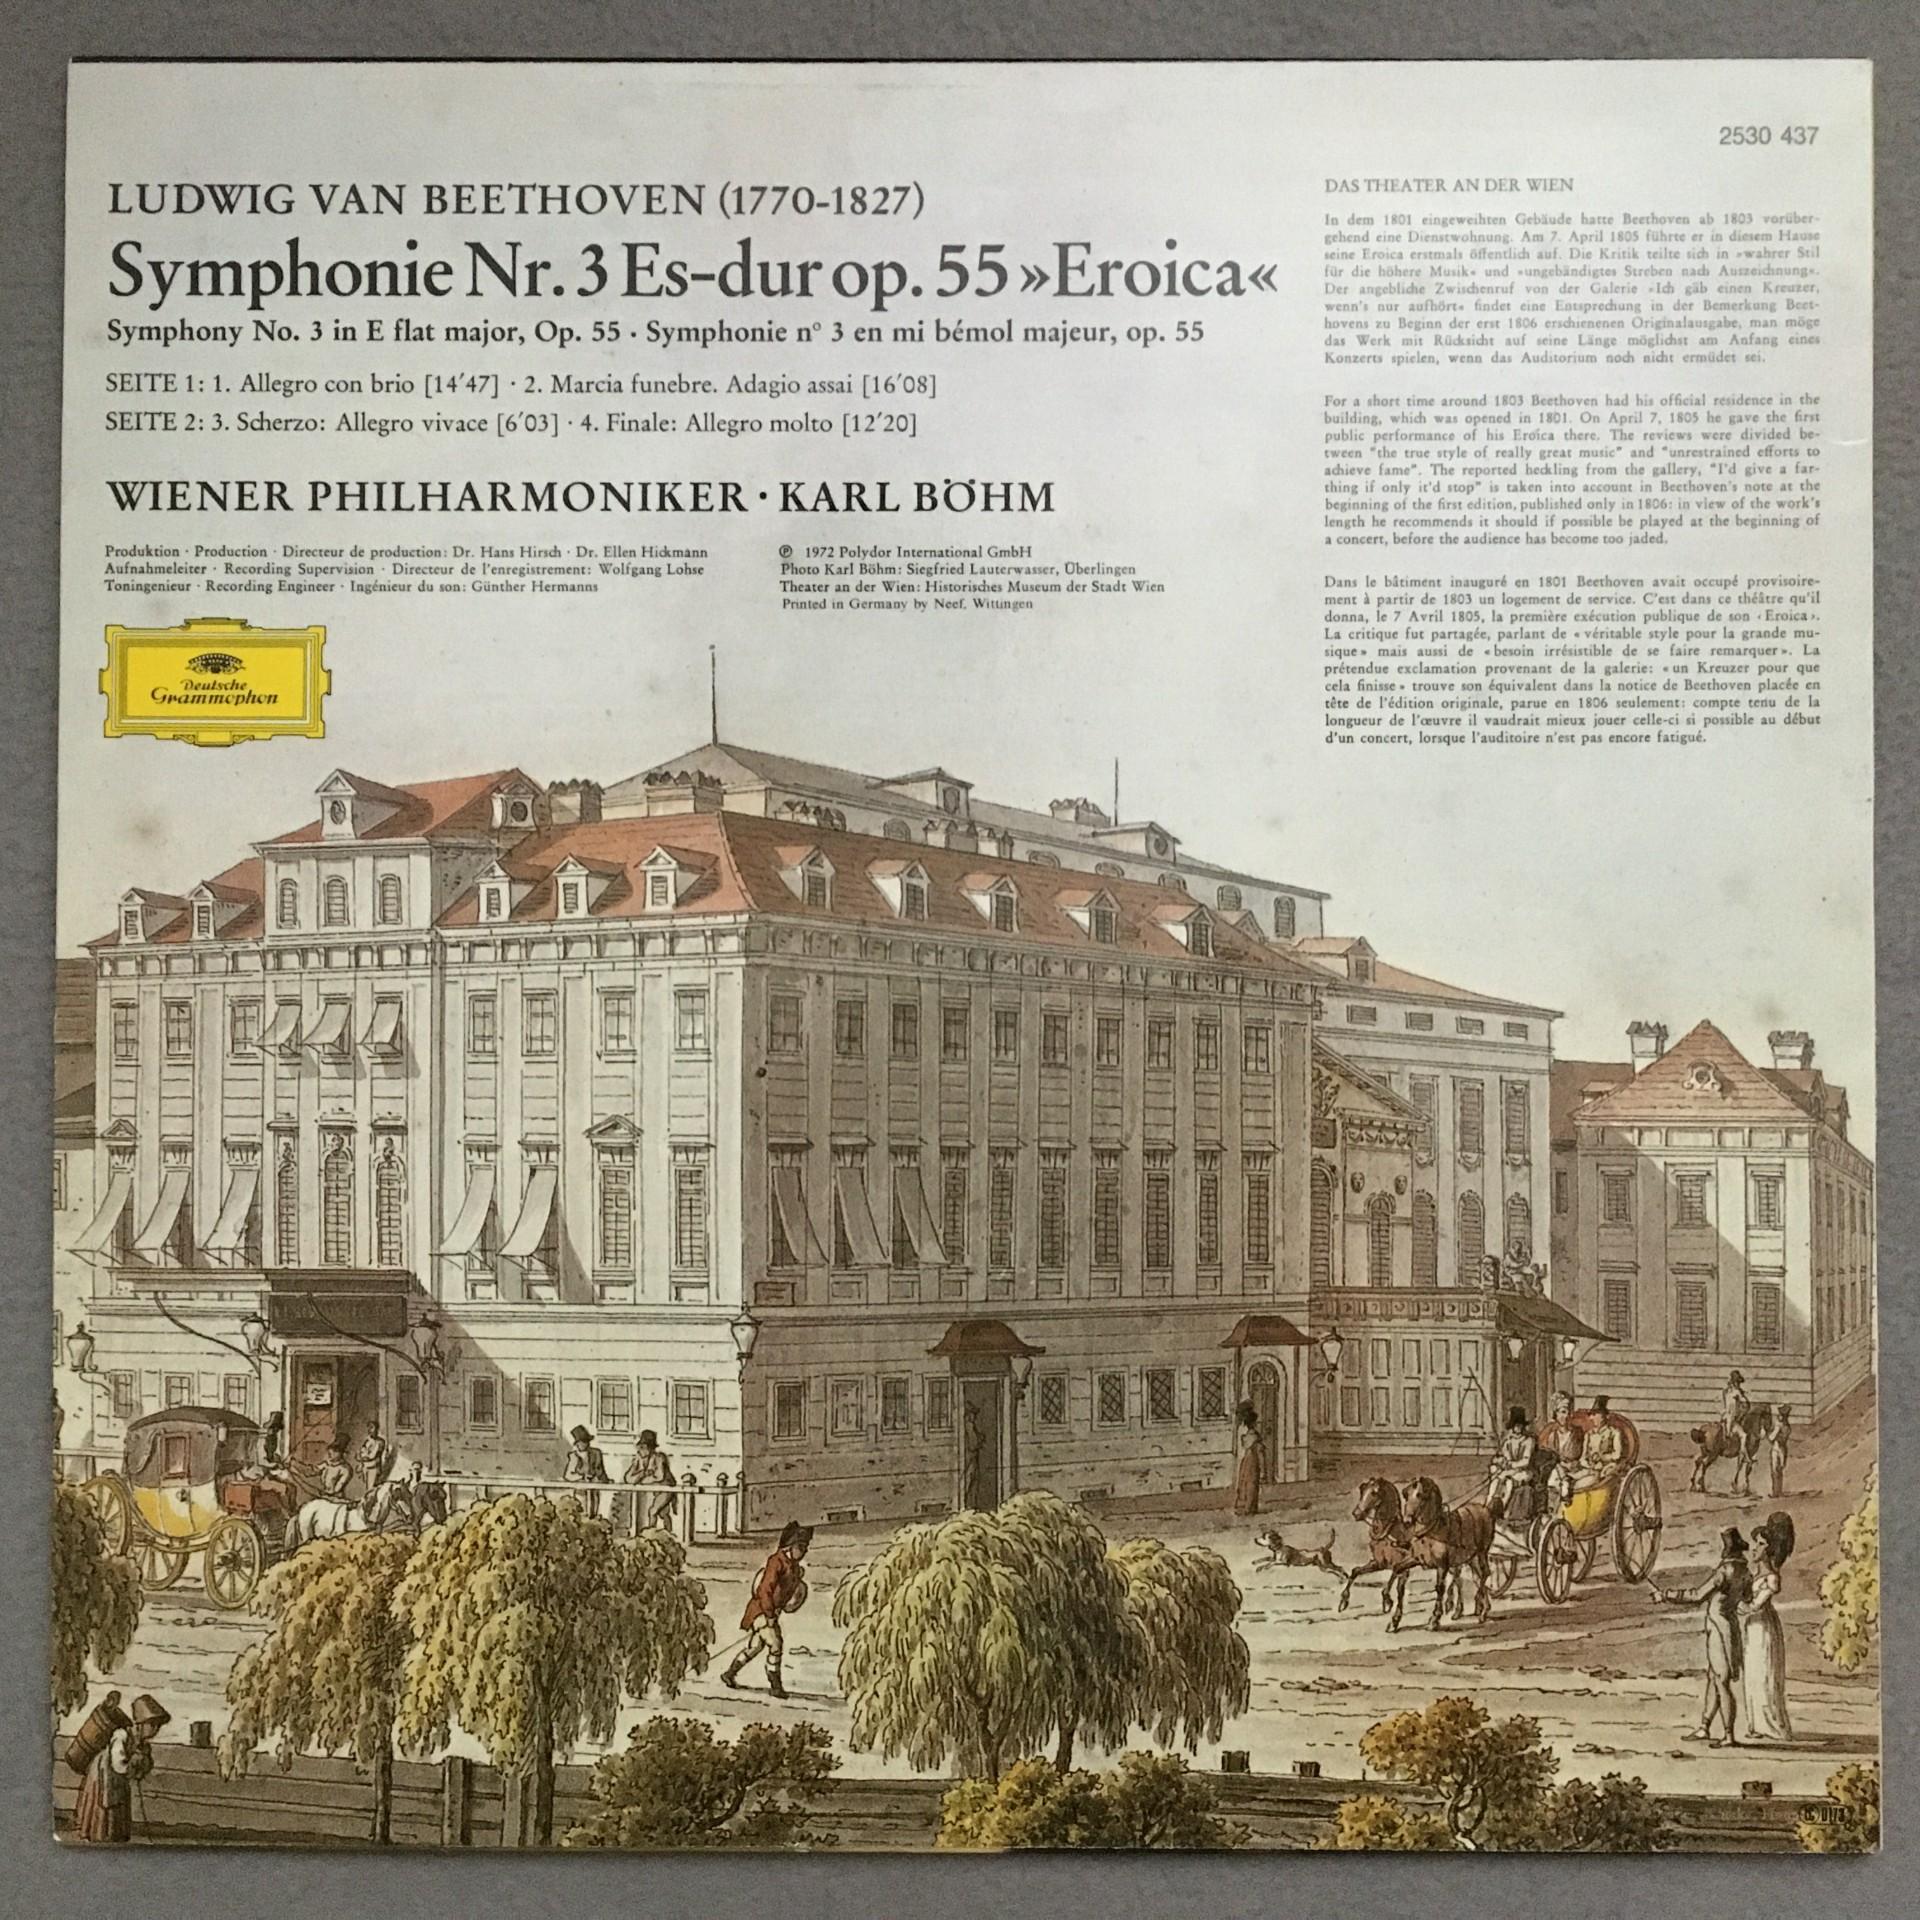 2530 437
LUDWIG VAN BEETHOVEN (1770-1827)
Symphonie Nr. 3 Es-dur op. 55 »Eroica«
Symphony No. 3 in E flat major, Op. 55 · Symphonie n° 3 en mi bémol majeur, op. 55
SEITE 1: 1. Allegro con brio [14′47] · 2. Marcia funebre. Adagio assai [16′08]
SEITE 2: 3. Scherzo: Allegro vivace [6′03] · 4. Finale: Allegro molto [12′20]
WIENER PHILHARMONIKER · KARL BÖHM
Produktion · Production · Directeur de production: Dr. Hans Hirsch · Dr. Ellen Hickmann
Aufnahmeleiter · Recording Supervision · Directeur de l'enregistrement: Wolfgang Lohse
Toningenieur · Recording Engineer · Ingénieur du son: Günther Hermanns
℗ 1972 Polydor International GmbH
Photo Karl Böhm: Siegfried Lauterwasser, Überlingen
Theater an der Wien: Historisches Museum der Stadt Wien
Printed in Germany by Neef, Wittingen
Deutsche
Grammophon
DAS THEATER AN DER WIEN
In dem 1801 eingeweihten Gebäude hatte Beethoven ab 1803 vorüber-
gehend eine Dienstwohnung. Am 7. April 1805 führte er in diesem Hause
seine Eroica erstmals öffentlich auf. Die Kritik teilte sich in »wahrer Stil
für die höhere Musik« und »ungebändigtes Streben nach Auszeichnung«.
Der angebliche Zwischenruf von der Galerie »Ich gäb einen Kreuzer,
wenn's nur aufhört« findet eine Entsprechung in der Bemerkung Beet-
hovens zu Beginn der erst 1806 erschienenen Originalausgabe, man möge
das Werk mit Rücksicht auf seine Länge möglichst am Anfang eines
Konzerts spielen, wenn das Auditorium noch nicht ermüdet sei.
For a short time around 1803 Beethoven had his official residence in the
building, which was opened in 1801. On April 7, 1805 he gave the first
public performance of his Eroica there. The reviews were divided be-
tween "the true style of really great music" and "unrestrained efforts to
achieve fame". The reported heckling from the gallery, "I'd give a far-
thing if only it'd stop" is taken into account in Beethoven's note at the
beginning of the first edition, published only in 1806: in view of the work's
length he recommends it should if possible be played at the beginning of
a concert, before the audience has become too jaded.
Dans le bâtiment inauguré en 1801 Beethoven avait occupé provisoire-
ment à partir de 1803 un logement de service. C'est dans ce théâtre qu'il
donna, le 7 Avril 1805, la première exécution publique de son ‹Eroica›.
La critique fut partagée, parlant de «véritable style pour la grande mu-
sique» mais aussi de «besoin irrésistible de se faire remarquer». La
prétendue exclamation provenant de la galerie: «un Kreuzer pour que
cela finisse» trouve son équivalent dans la notice de Beethoven placée en
tête de l'édition originale, parue en 1806 seulement: compte tenu de la
longueur de l'œuvre il vaudrait mieux jouer celle-ci si possible au début
d'un concert, lorsque l'auditoire n'est pas encore fatigué.